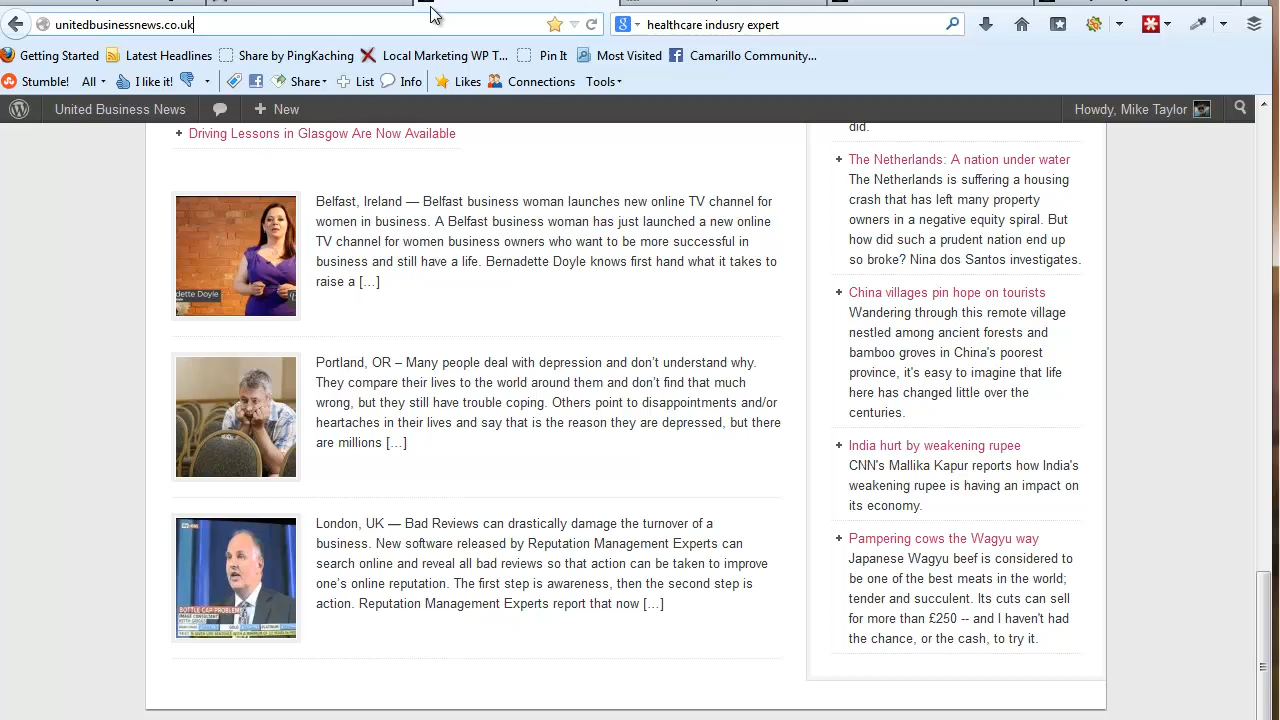 unitedbusinessnews.co.uk
healthcare indusry expert
Getting Started Latest Headlines Share by PingKaching Local Marketing WP T... Pin It Most Visited Camarillo Community...
Stumble! All I like it! Share List Info Likes Connections Tools
United Business News New Howdy, Mike Taylor
Driving Lessons in Glasgow Are Now Available
Belfast, Ireland — Belfast business woman launches new online TV channel for
women in business. A Belfast business woman has just launched a new online
TV channel for women business owners who want to be more successful in
business and still have a life. Bernadette Doyle knows first hand what it takes to
raise a […]
dette Doyle
Portland, OR – Many people deal with depression and don’t understand why.
They compare their lives to the world around them and don’t find that much
wrong, but they still have trouble coping. Others point to disappointments and/or
heartaches in their lives and say that is the reason they are depressed, but there
are millions […]
London, UK — Bad Reviews can drastically damage the turnover of a
business. New software released by Reputation Management Experts can
search online and reveal all bad reviews so that action can be taken to improve
one’s online reputation. The first step is awareness, then the second step is
action. Reputation Management Experts report that now […]
BOTTLE CAP PROBLEMS
did.
The Netherlands: A nation under water
The Netherlands is suffering a housing
crash that has left many property
owners in a negative equity spiral. But
how did such a prudent nation end up
so broke? Nina dos Santos investigates.
China villages pin hope on tourists
Wandering through this remote village
nestled among ancient forests and
bamboo groves in China's poorest
province, it's easy to imagine that life
here has changed little over the
centuries.
India hurt by weakening rupee
CNN's Mallika Kapur reports how India's
weakening rupee is having an impact on
its economy.
Pampering cows the Wagyu way
Japanese Wagyu beef is considered to
be one of the best meats in the world;
tender and succulent. Its cuts can sell
for more than £250 -- and I haven't had
the chance, or the cash, to try it.